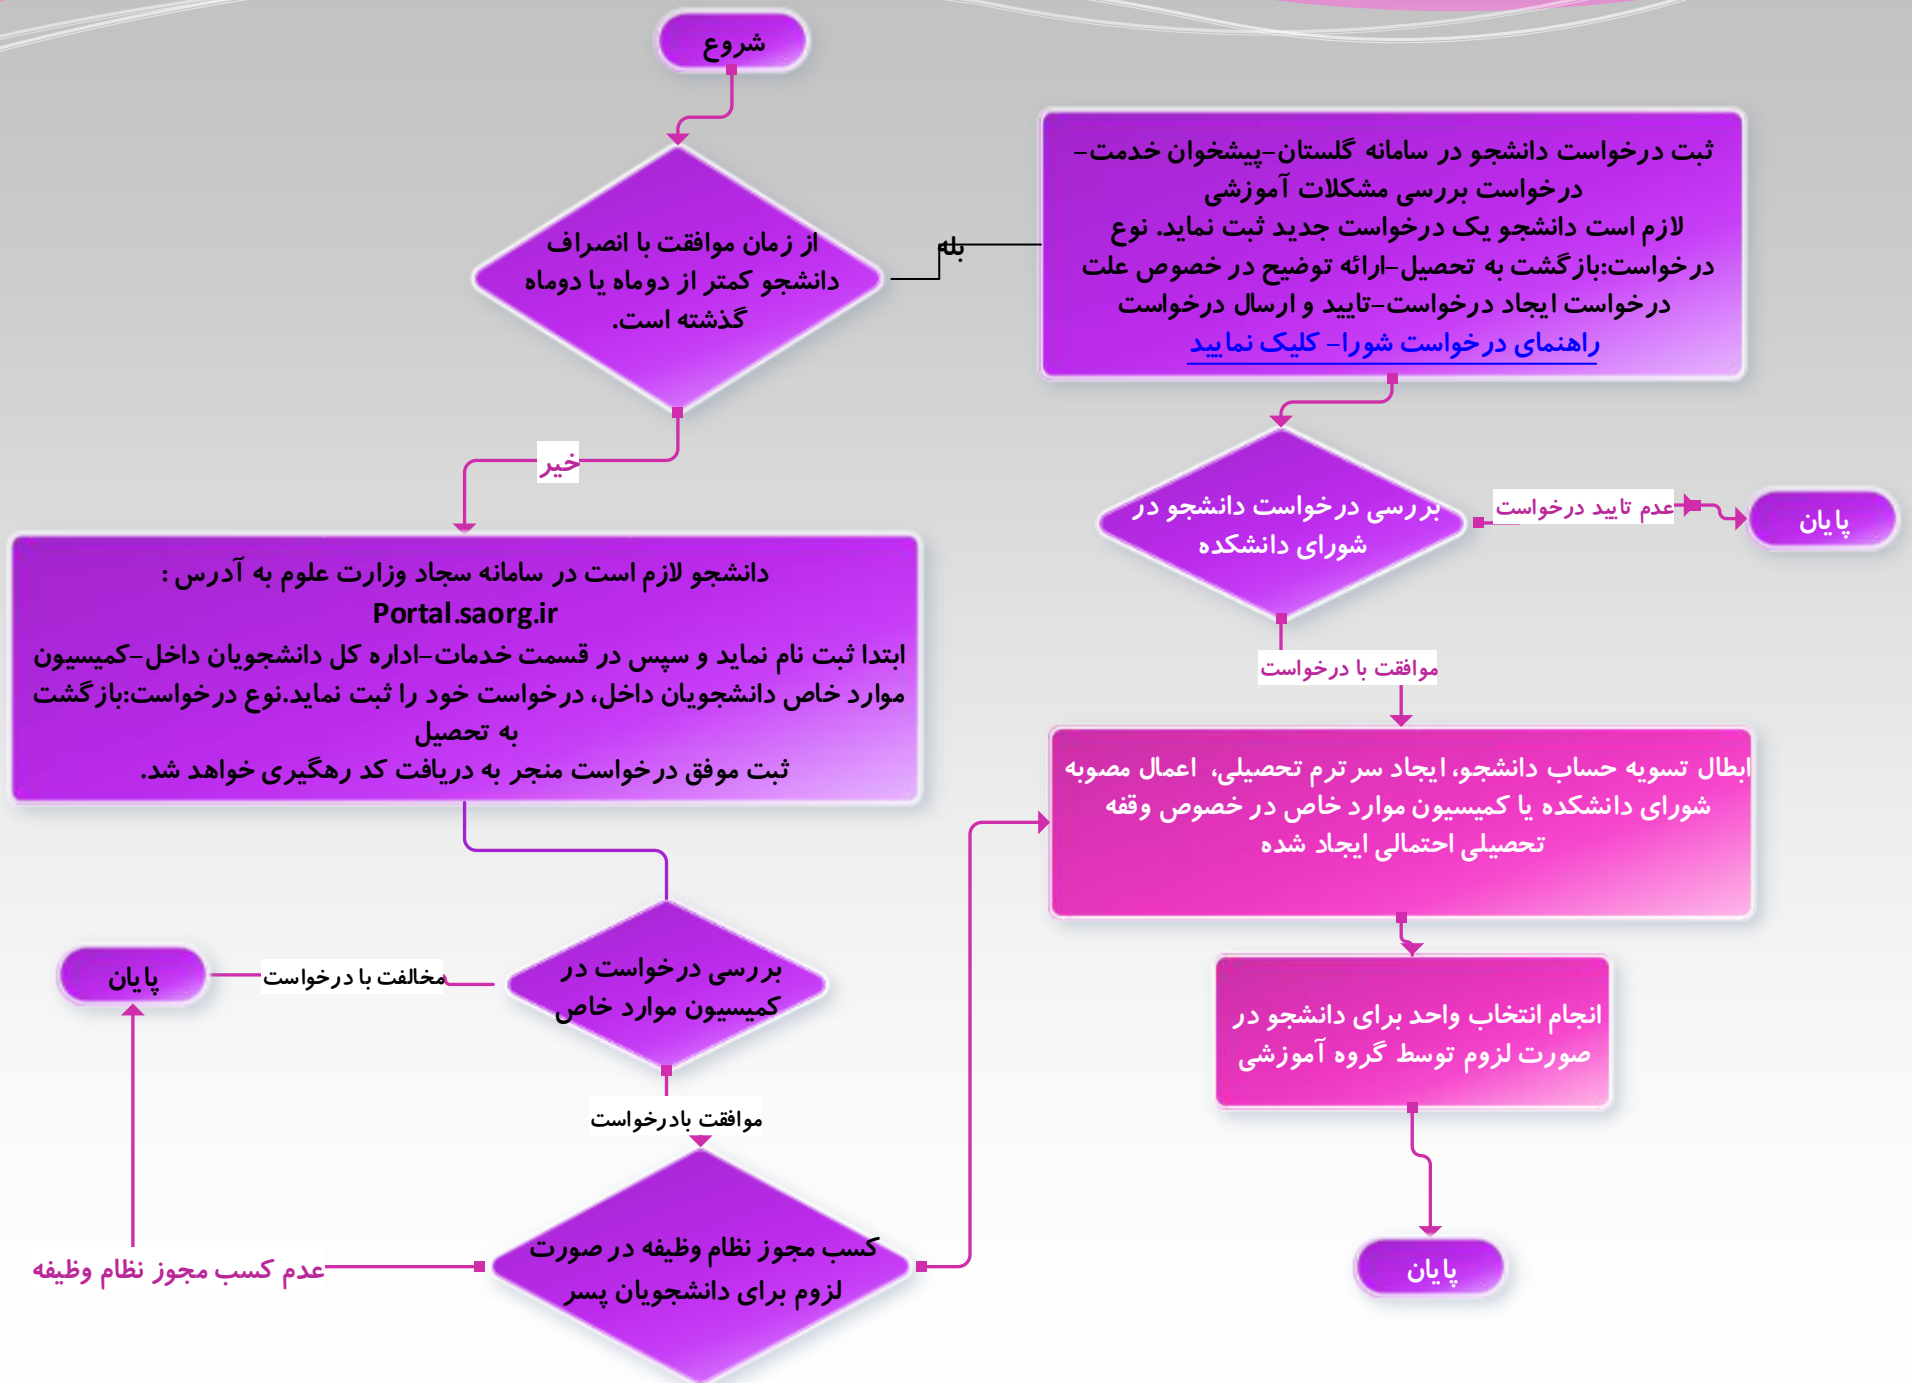 شروع
از زمان موافقت با انصراف
دانشجو کمتر از دوماه یا دوماه
گذشته است.
بله
ثبت درخواست دانشجو در سامانه گلستان-پیشخوان خدمت-
درخواست بررسی مشکلات آموزشی
لازم است دانشجو یک درخواست جدید ثبت نماید. نوع
درخواست:بازگشت به تحصیل-ارائه توضیح در خصوص علت
درخواست ایجاد درخواست-تایید و ارسال درخواست
راهنمای درخواست شورا- کلیک نمایید
خیر
بررسی درخواست دانشجو در
شورای دانشکده
عدم تایید درخواست
پایان
دانشجو لازم است در سامانه سجاد وزارت علوم به آدرس :
Portal.saorg.ir
ابتدا ثبت نام نماید و سپس در قسمت خدمات-اداره کل دانشجویان داخل-کمیسیون
موارد خاص دانشجویان داخل، درخواست خود را ثبت نماید.نوع درخواست:بازگشت
به تحصیل
ثبت موفق درخواست منجر به دریافت کد رهگیری خواهد شد.
موافقت با درخواست
ابطال تسویه حساب دانشجو، ایجاد سر ترم تحصیلی، اعمال مصوبه
شورای دانشکده یا کمیسیون موارد خاص در خصوص وقفه
تحصیلی احتمالی ایجاد شده
بررسی درخواست در
کمیسیون موارد خاص
مخالفت با درخواست
پایان
موافقت بادرخواست
انجام انتخاب واحد برای دانشجو در
صورت لزوم توسط گروه آموزشی
کسب مجوز نظام وظیفه در صورت
لزوم برای دانشجویان پسر
عدم کسب مجوز نظام وظیفه
پایان